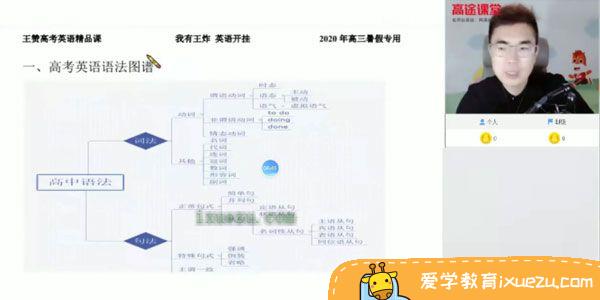 王赞高考英语精品课 我有王炸 英语开挂 2020年高三暑假专用
高途课堂
一、高考英语语法图谱
时态
谓语动词
语态
主动
被动
语气
虚拟语气
动词
非谓语动词
to do
doing
done
情态动词
词法
其他
名词
代词
连词
冠词
数词
形容词
副词
高中语法
句法
正常句式
简单句
并列句
定语从句
状语从句
名词性从句
主语从句
宾语从句
表语从句
同位语从句
特殊句式
强调
倒装
省略
主谓一致
ixuezu.com
个人
0
0
爱学教育ixuezu.com